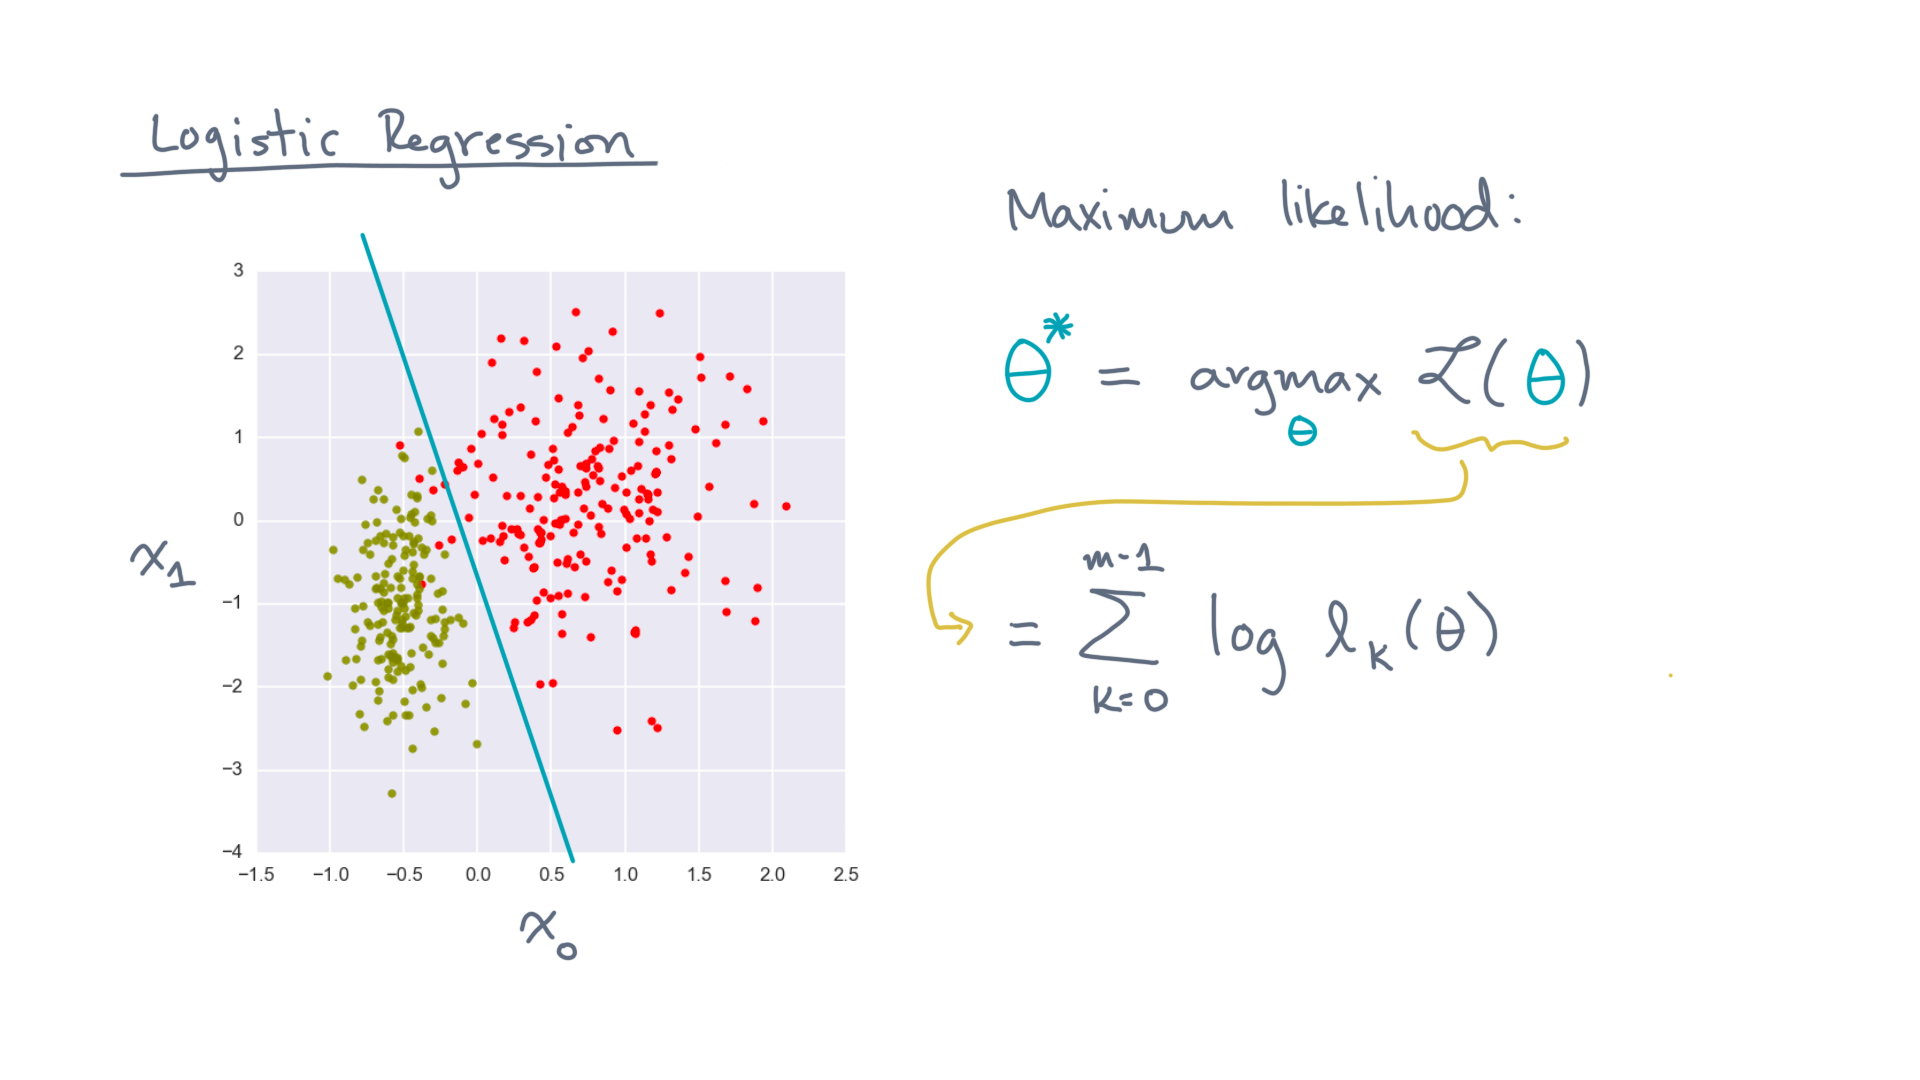 Logistic Regression
Maximum likelihood:
θ* = argmax ℒ(θ)
θ
m-1
= ∑ log l_k(θ)
k=0
3
2
1
0
−1
−2
−3
−4
−1.5 −1.0 −0.5 0.0 0.5 1.0 1.5 2.0 2.5
x₁
x₀